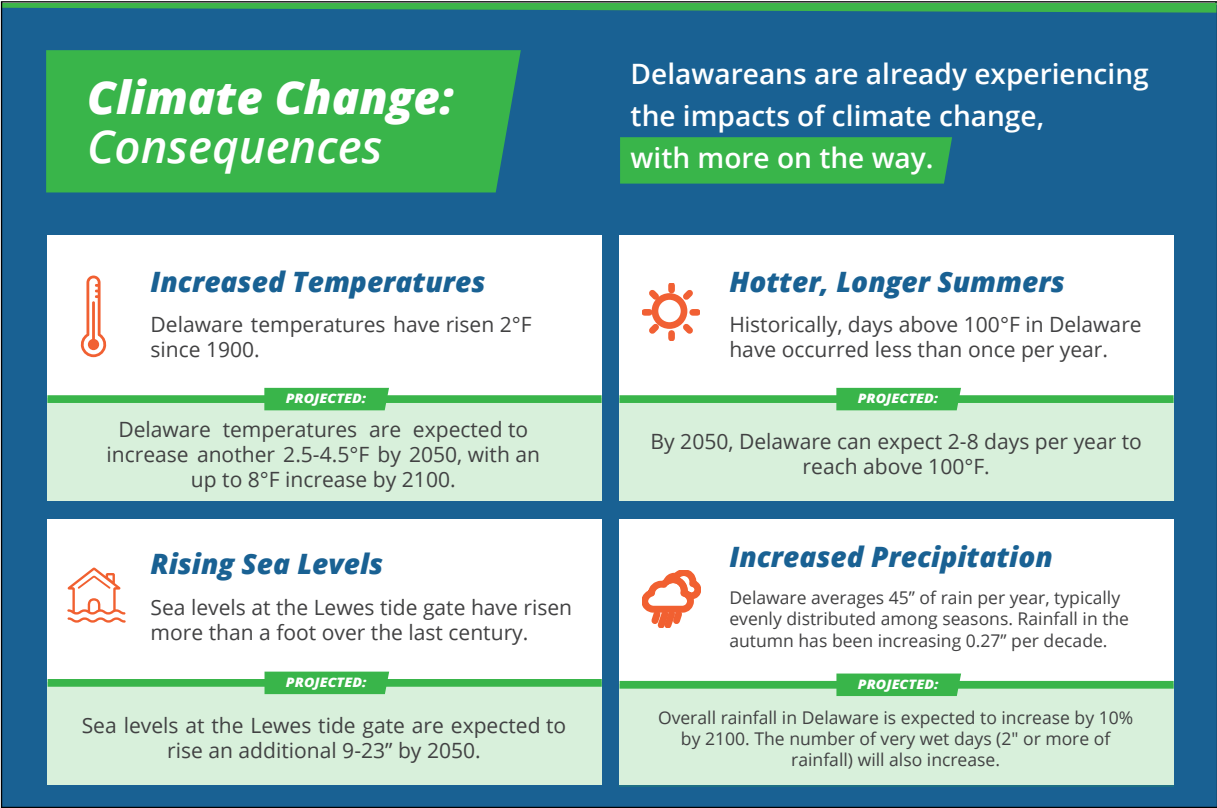 Climate Change:
Consequences
Delawareans are already experiencing
the impacts of climate change,
with more on the way.
Increased Temperatures
Delaware temperatures have risen 2°F
since 1900.
PROJECTED:
Delaware temperatures are expected to
increase another 2.5-4.5°F by 2050, with an
up to 8°F increase by 2100.
Hotter, Longer Summers
Historically, days above 100°F in Delaware
have occurred less than once per year.
PROJECTED:
By 2050, Delaware can expect 2-8 days per year to
reach above 100°F.
Rising Sea Levels
Sea levels at the Lewes tide gate have risen
more than a foot over the last century.
PROJECTED:
Sea levels at the Lewes tide gate are expected to
rise an additional 9-23” by 2050.
Increased Precipitation
Delaware averages 45” of rain per year, typically
evenly distributed among seasons. Rainfall in the
autumn has been increasing 0.27” per decade.
PROJECTED:
Overall rainfall in Delaware is expected to increase by 10%
by 2100. The number of very wet days (2" or more of
rainfall) will also increase.